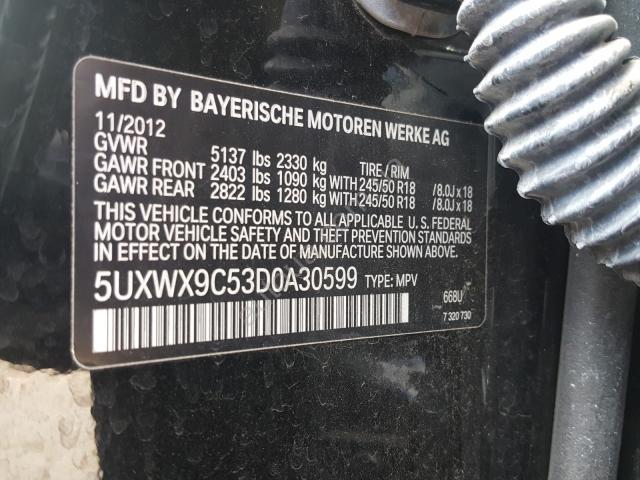 MFD BY BAYERISCHE MOTOREN WERKE AG
11/2012
GVWR 5137 lbs 2330 kg TIRE / RIM
GAWR FRONT 2403 lbs 1090 kg WITH 245/50 R18 /8.0J x 18
GAWR REAR 2822 lbs 1280 kg WITH 245/50 R18 /8.0J x 18
THIS VEHICLE CONFORMS TO ALL APPLICABLE U.S. FEDERAL
MOTOR VEHICLE SAFETY AND THEFT PREVENTION STANDARDS
IN EFFECT ON THE DATE OF MANUFACTURE SHOWN ABOVE.
5UXWX9C53D0A30599 TYPE: MPV
668U
7 320 730